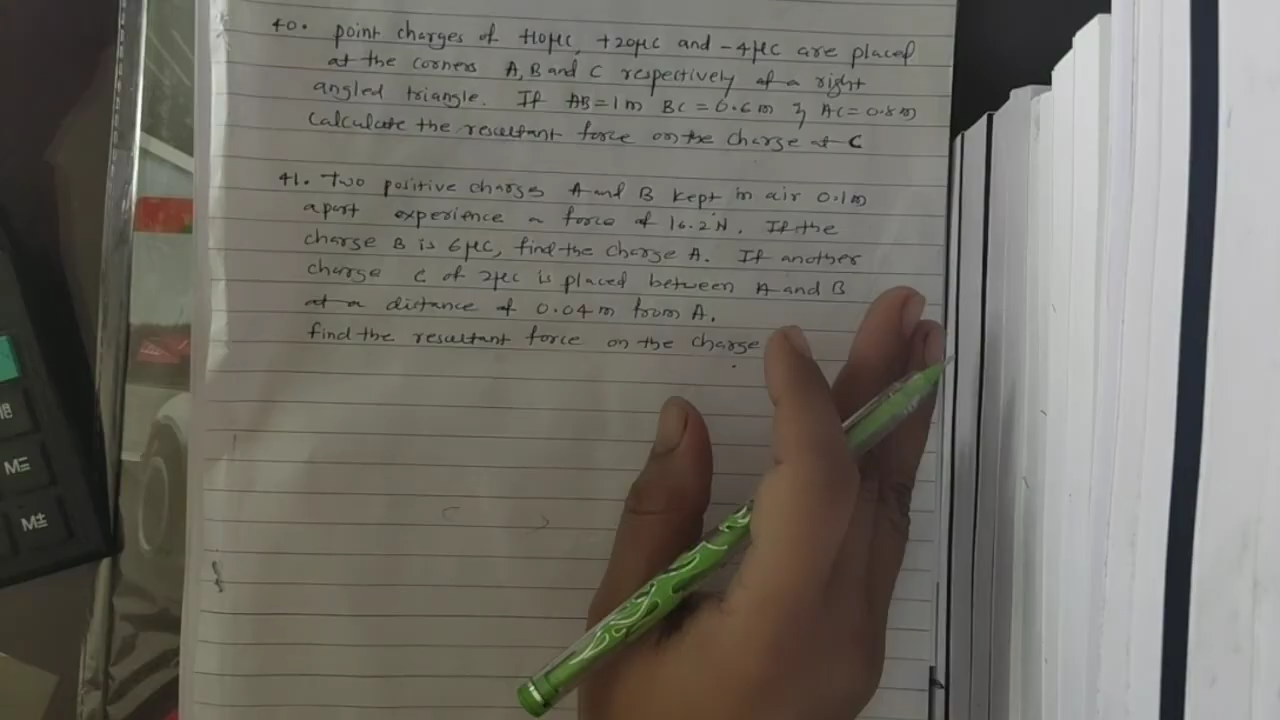 40. point charges of +10μC, +20μC and -4μC are placed
at the corners A, B and C respectively of a right
angled triangle. If AB=1m BC=0.6m & AC=0.8m
Calculate the resultant force on the charge at C
41. Two positive charges A and B kept in air 0.1m
apart experience a force of 16.2N. If the
charge B is 6μC, find the charge A. If another
charge C of 2μC is placed between A and B
at a distance of 0.04m from A.
find the resultant force on the charge
M=
M±